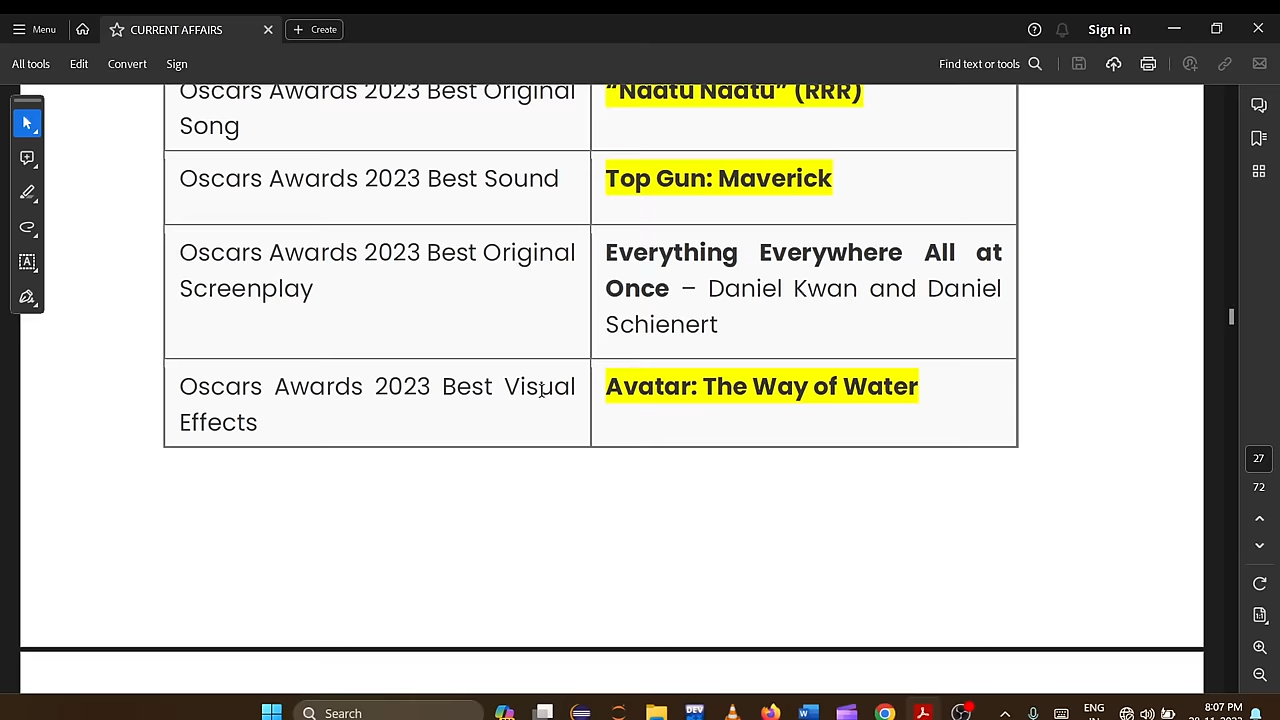 Menu
CURRENT AFFAIRS
Create
Sign in
All tools
Edit
Convert
Sign
Find text or tools
Oscars Awards 2023 Best Original
Song
"Naatu Naatu" (RRR)
Oscars Awards 2023 Best Sound
Top Gun: Maverick
Oscars Awards 2023 Best Original
Screenplay
Everything Everywhere All at
Once – Daniel Kwan and Daniel
Schienert
Oscars Awards 2023 Best Visual
Effects
Avatar: The Way of Water
27
72
Search
DEV
ENG
8:07 PM